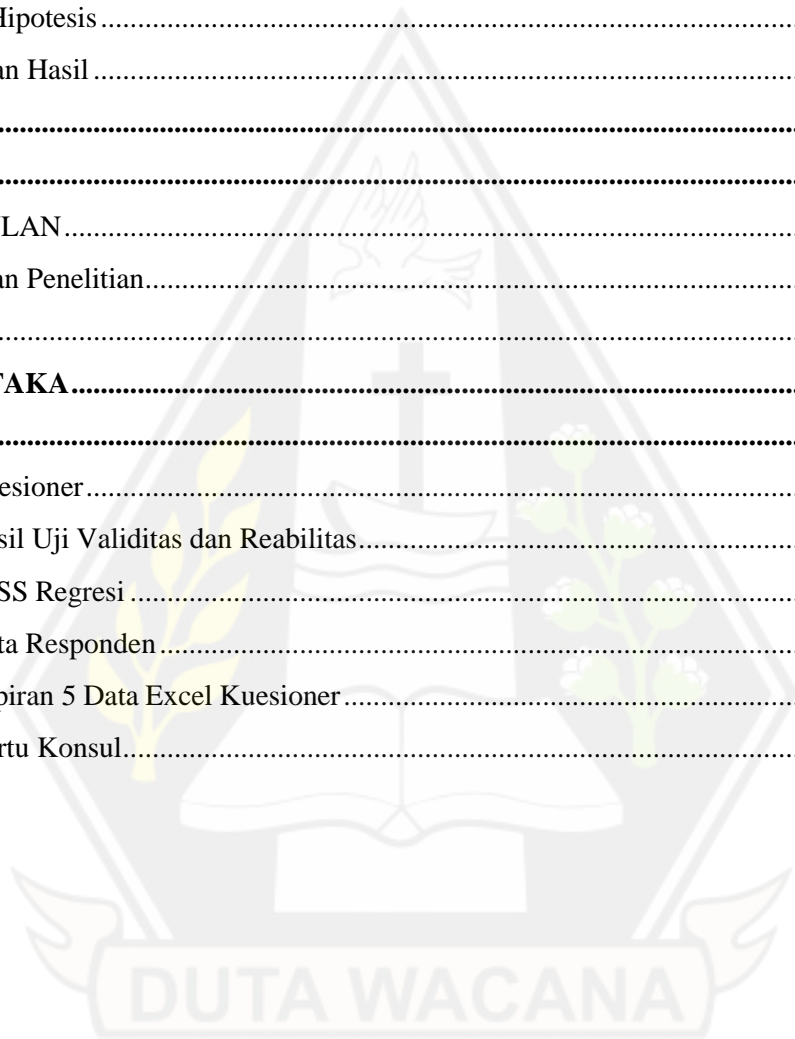 Hipotesis........................................................................................................
an Hasil.........................................................................................................
.....................................................................................................................
.....................................................................................................................
LAN...............................................................................................................
an Penelitian..................................................................................................
.....................................................................................................................
TAKA.............................................................................................................
.....................................................................................................................
esioner...........................................................................................................
sil Uji Validitas dan Reabilitas......................................................................
SS Regresi.....................................................................................................
ta Responden.................................................................................................
piran 5 Data Excel Kuesioner........................................................................
rtu Konsul......................................................................................................
DUTA WACANA